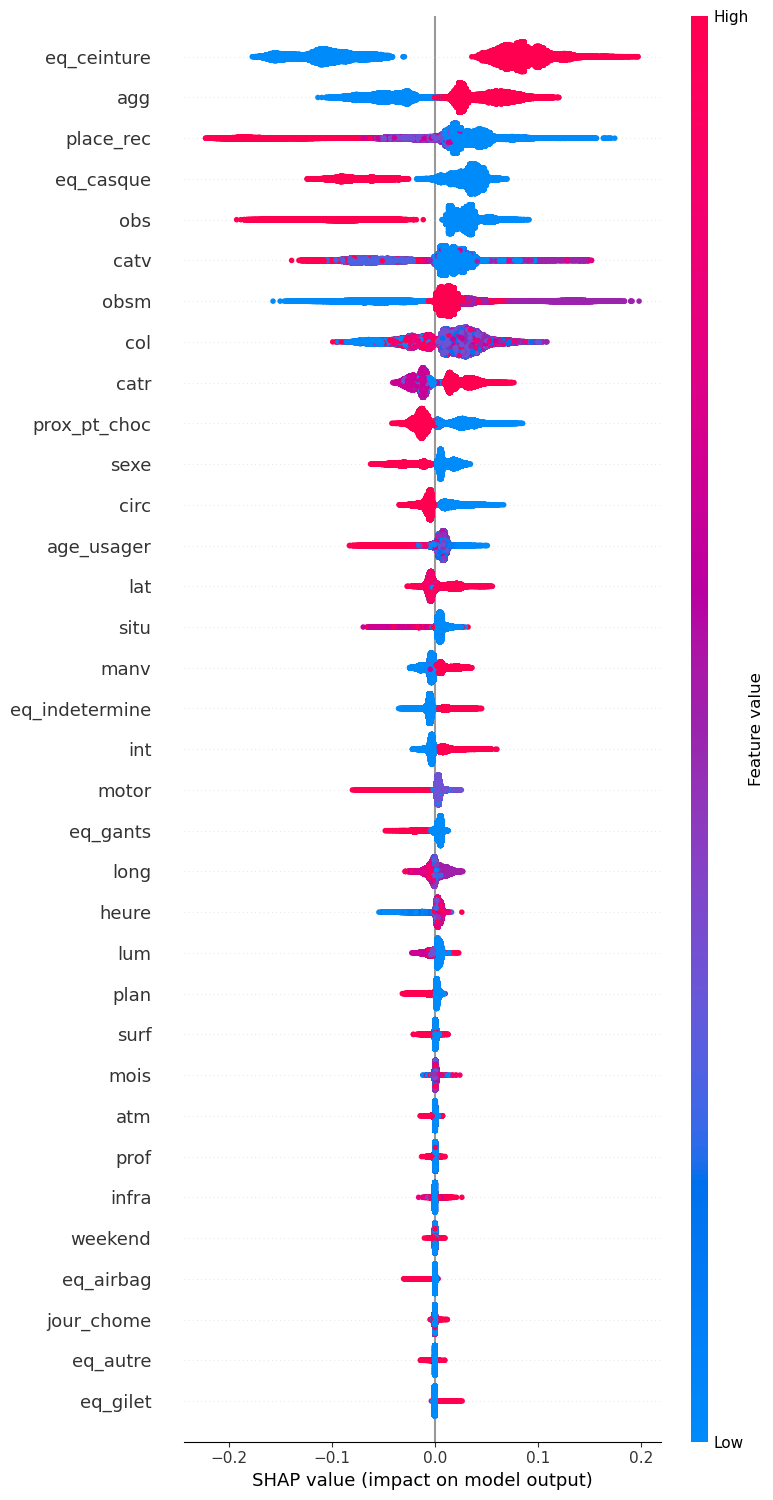 High
eq_ceinture
agg
place_rec
eq_casque
obs
catv
obsm
col
catr
prox_pt_choc
sexe
circ
age_usager
lat
situ
manv
eq_indetermine
int
motor
eq_gants
long
heure
lum
plan
surf
mois
atm
prof
infra
weekend
eq_airbag
jour_chome
eq_autre
eq_gilet
Feature value
Low
−0.2 −0.1 0.0 0.1 0.2
SHAP value (impact on model output)